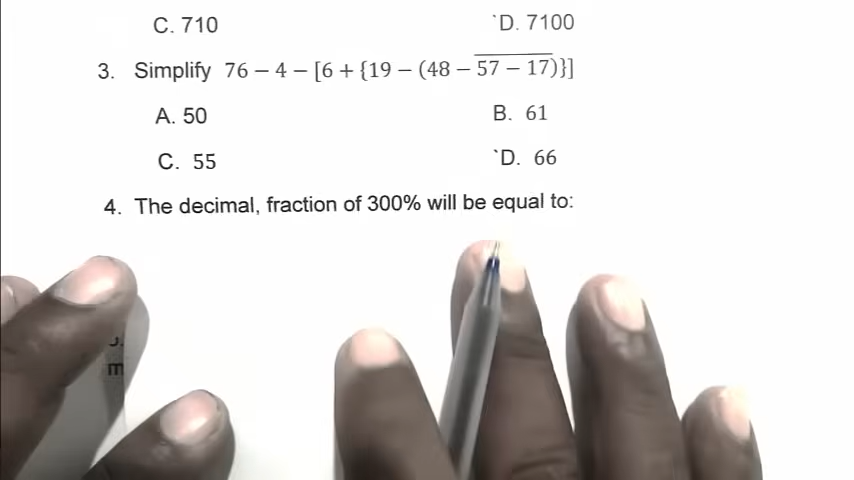 C. 710 `D. 7100
3. Simplify 76 – 4 – [6 + {19 – (48 – \overline{57 – 17})}]
A. 50 B. 61
C. 55 `D. 66
4. The decimal, fraction of 300% will be equal to: